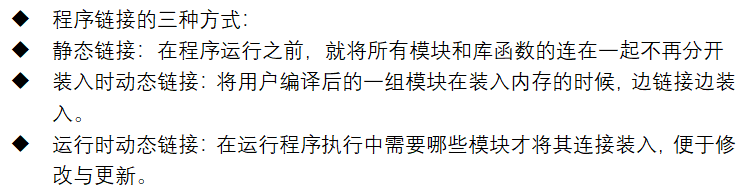 ◆ 程序链接的三种方式：
◆ 静态链接：在程序运行之前，就将所有模块和库函数的连在一起不再分开
◆ 装入时动态链接：将用户编译后的一组模块在装入内存的时候，边链接边装
入。
◆ 运行时动态链接：在运行程序执行中需要哪些模块才将其连接装入，便于修
改与更新。